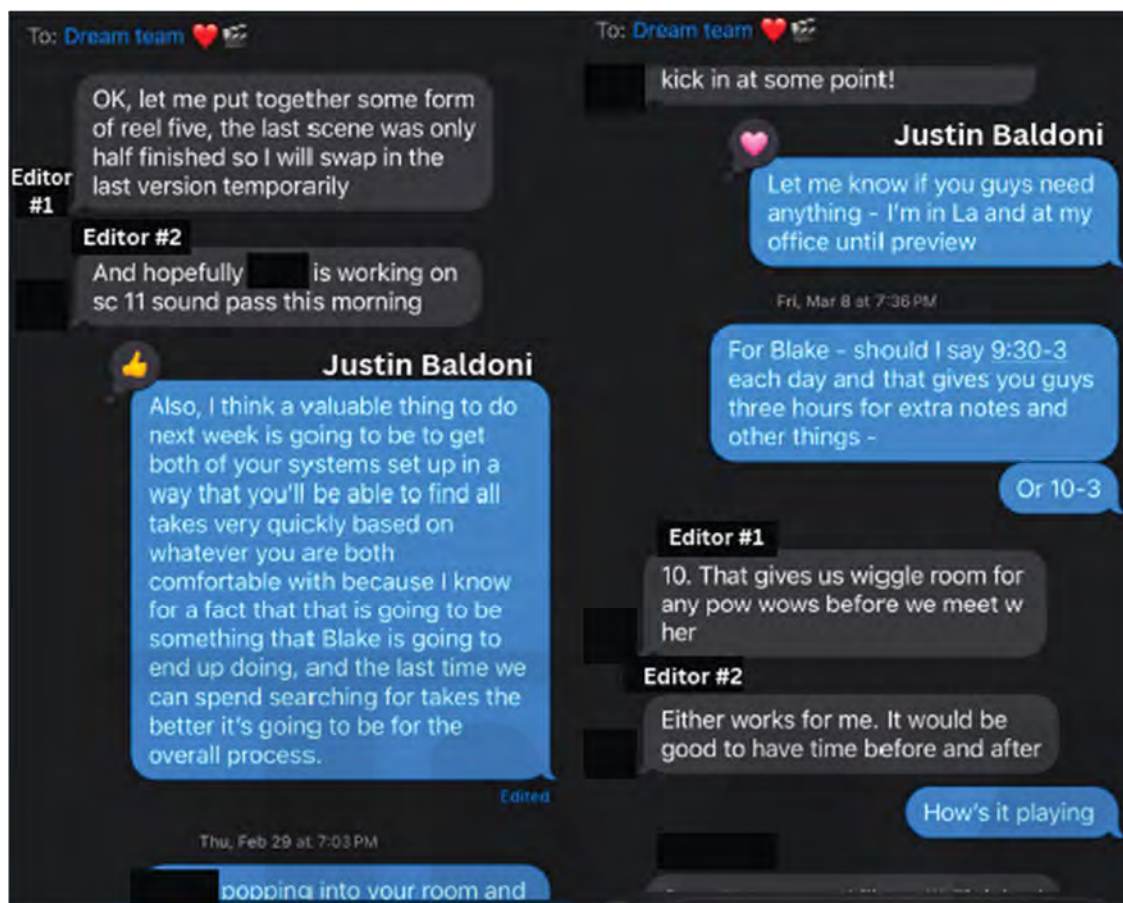 To: Dream team ❤️🎬
OK, let me put together some form
of reel five, the last scene was only
half finished so I will swap in the
last version temporarily
Editor
#1
Editor #2
And hopefully is working on
sc 11 sound pass this morning
👍
Justin Baldoni
Also, I think a valuable thing to do
next week is going to be to get
both of your systems set up in a
way that you'll be able to find all
takes very quickly based on
whatever you are both
comfortable with because I know
for a fact that that is going to be
something that Blake is going to
end up doing, and the last time we
can spend searching for takes the
better it's going to be for the
overall process.
Edited
Thu, Feb 29 at 7:03 PM
popping into your room and
To: Dream team ❤️🎬
kick in at some point!
Justin Baldoni
Let me know if you guys need
anything - I'm in La and at my
office until preview
Fri, Mar 8 at 7:36 PM
For Blake - should I say 9:30-3
each day and that gives you guys
three hours for extra notes and
other things -
Or 10-3
Editor #1
10. That gives us wiggle room for
any pow wows before we meet w
her
Editor #2
Either works for me. It would be
good to have time before and after
How's it playing